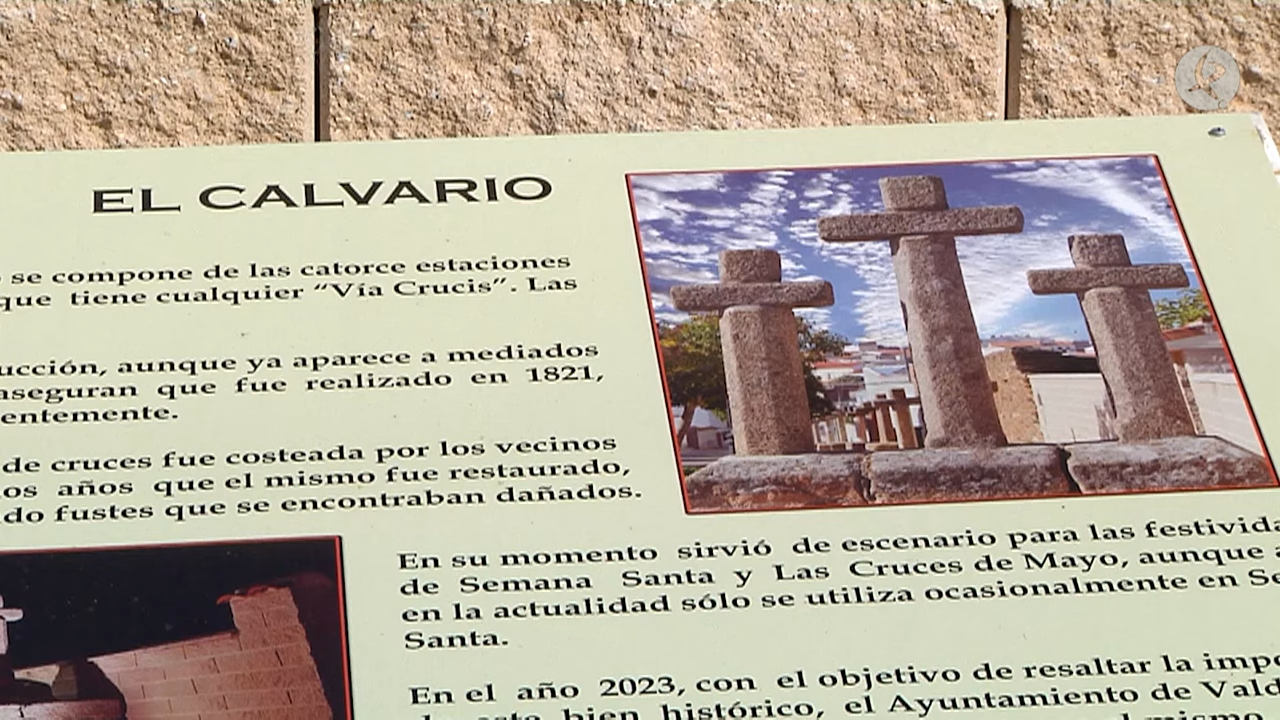 EL CALVARIO
se compone de las catorce estaciones
que tiene cualquier “Vía Crucis”. Las
aunque ya aparece a mediados
aseguran que fue realizado en 1821,
de cruces fue costeada por los vecinos
años que el mismo fue restaurado,
fustes que se encontraban dañados.
En su momento sirvió de escenario para las
de Semana Santa y Las Cruces de Mayo, aunque
en la actualidad sólo se utiliza ocasionalmente en
Santa.
En el año 2023, con el objetivo de resaltar la
bien histórico, el Ayuntamiento de
el mismo